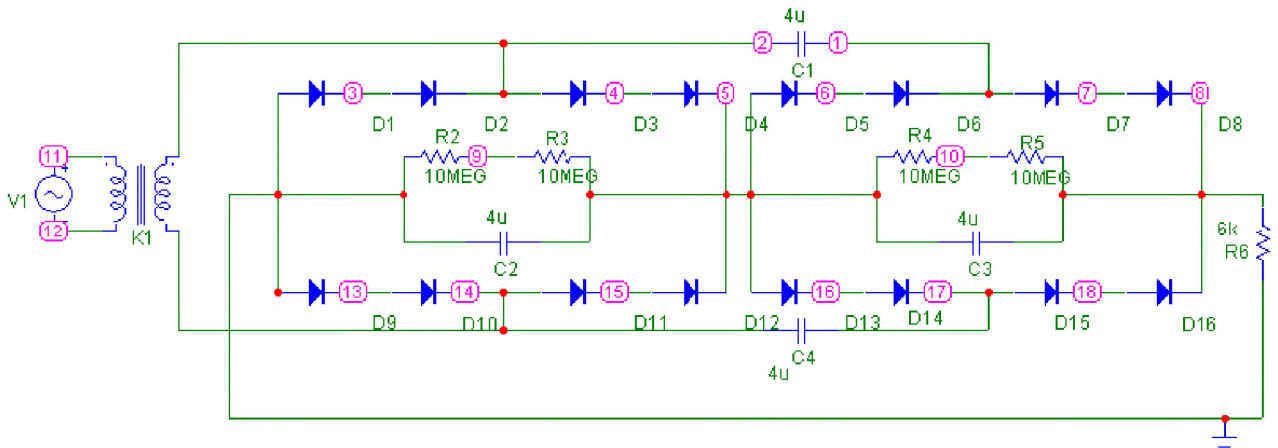 4u
2
1
C1
3
4
5
6
7
8
D1
D2
D3
D4
D5
D6
D7
D8
R2
R3
R4
R5
11
9
10
10MEG
10MEG
10MEG
10MEG
V1
12
K1
4u
4u
6k
R6
C2
C3
13
14
15
16
17
18
D9
D10
D11
D12
D13
D14
D15
D16
C4
4u